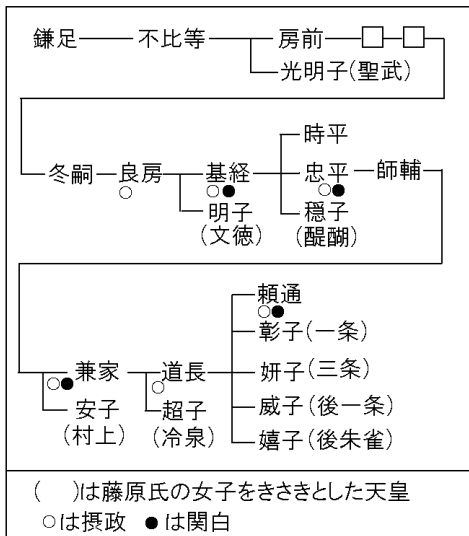 鎌足 不比等 房前 □ □
光明子(聖武)
時平
冬嗣 良房 基経 忠平 師輔
○ ○● ○●
明子 穏子
(文徳) (醍醐)
頼通
○●
彰子(一条)
兼家 道長 妍子(三条)
○● ○
安子 超子 威子(後一条)
(村上) (冷泉) 嬉子(後朱雀)
( )は藤原氏の女子をきさきとした天皇
○は摂政 ●は関白